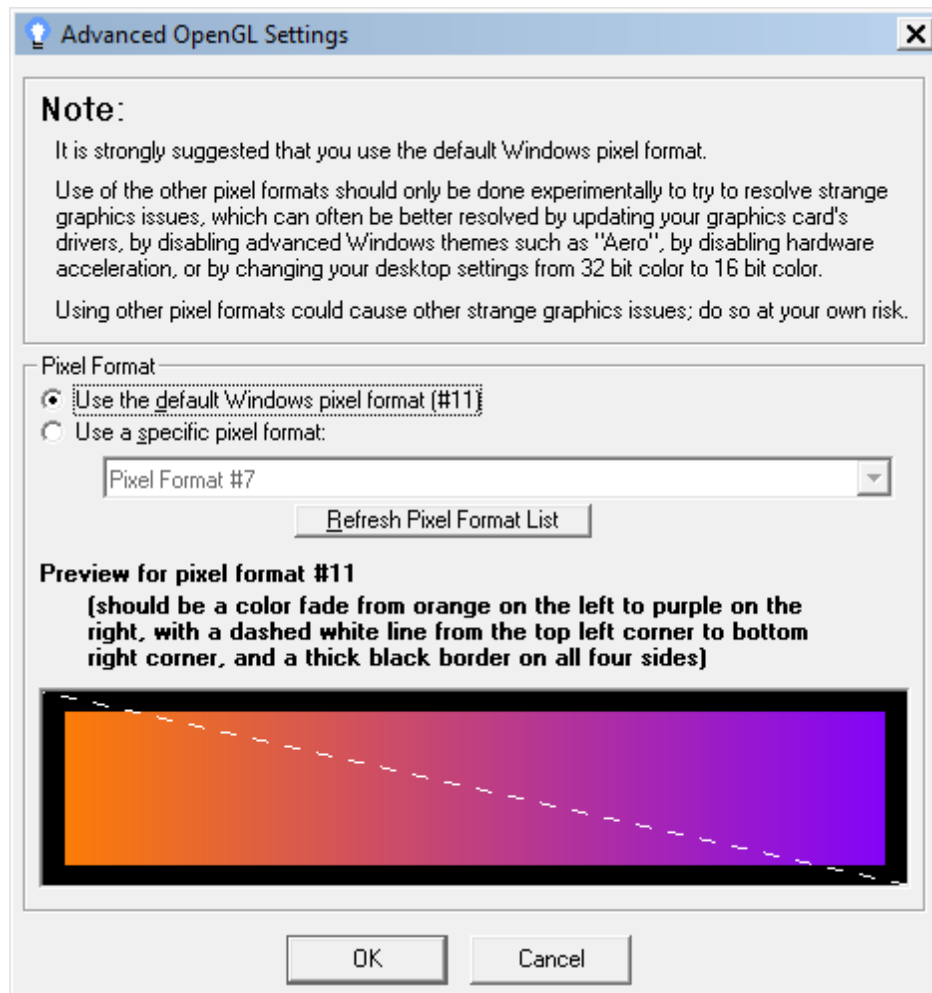 Advanced OpenGL Settings
Note:
It is strongly suggested that you use the default Windows pixel format.
Use of the other pixel formats should only be done experimentally to try to resolve strange
graphics issues, which can often be better resolved by updating your graphics card's
drivers, by disabling advanced Windows themes such as "Aero", by disabling hardware
acceleration, or by changing your desktop settings from 32 bit color to 16 bit color.
Using other pixel formats could cause other strange graphics issues; do so at your own risk.
Pixel Format
Use the default Windows pixel format (#11)
Use a specific pixel format:
Pixel Format #7
Refresh Pixel Format List
Preview for pixel format #11
(should be a color fade from orange on the left to purple on the
right, with a dashed white line from the top left corner to bottom
right corner, and a thick black border on all four sides)
OK
Cancel